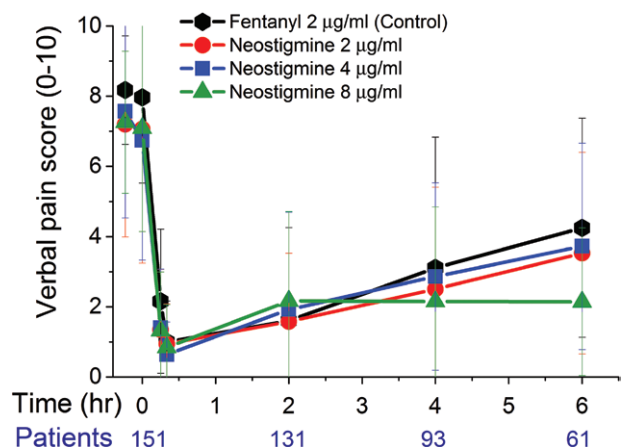 Fentanyl 2 μg/ml (Control)
Neostigmine 2 μg/ml
Neostigmine 4 μg/ml
Neostigmine 8 μg/ml
Verbal pain score (0-10)
10
8
6
4
2
0
Time (hr) 0 1 2 3 4 5 6
Patients 151 131 93 61